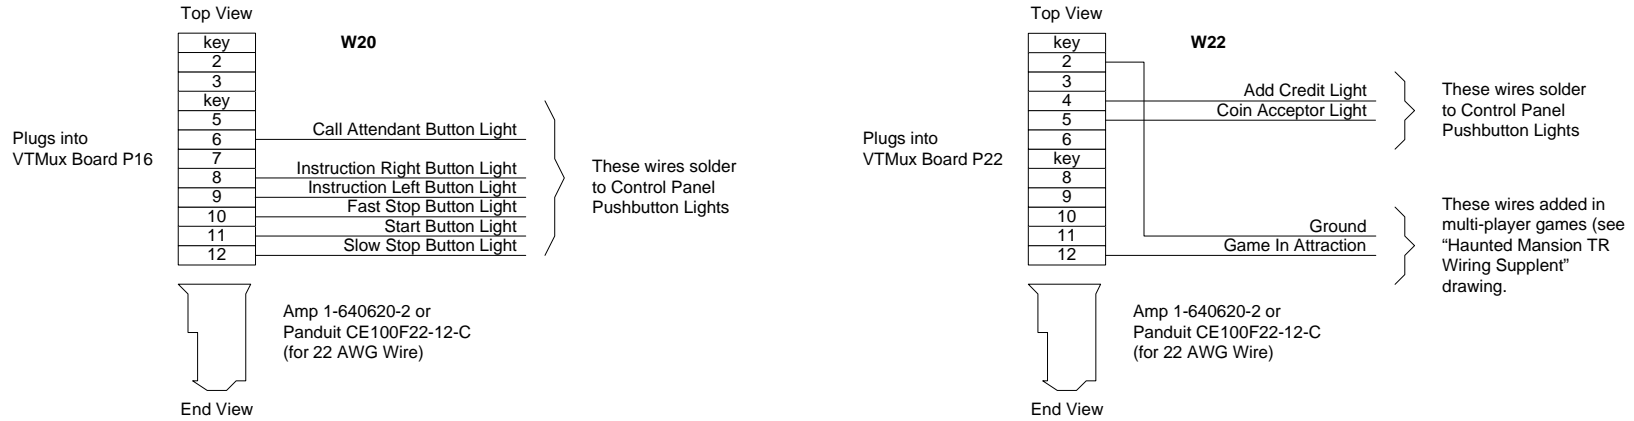 Top View
W20
key
2
3
key
5
6
7
8
9
10
11
12
Plugs into
VTMux Board P16
Call Attendant Button Light
Instruction Right Button Light
Instruction Left Button Light
Fast Stop Button Light
Start Button Light
Slow Stop Button Light
These wires solder
to Control Panel
Pushbutton Lights
Amp 1-640620-2 or
Panduit CE100F22-12-C
(for 22 AWG Wire)
End View
Top View
W22
key
2
3
4
5
6
key
8
9
10
11
12
Plugs into
VTMux Board P22
Add Credit Light
Coin Acceptor Light
Ground
Game In Attraction
These wires solder
to Control Panel
Pushbutton Lights
These wires added in
multi-player games (see
“Haunted Mansion TR
Wiring Supplent”
drawing.
Amp 1-640620-2 or
Panduit CE100F22-12-C
(for 22 AWG Wire)
End View